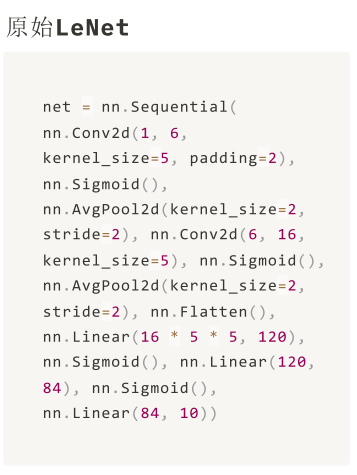 原始LeNet
net = nn.Sequential(
nn.Conv2d(1, 6,
kernel_size=5, padding=2),
nn.Sigmoid(),
nn.AvgPool2d(kernel_size=2,
stride=2), nn.Conv2d(6, 16,
kernel_size=5), nn.Sigmoid(),
nn.AvgPool2d(kernel_size=2,
stride=2), nn.Flatten(),
nn.Linear(16 * 5 * 5, 120),
nn.Sigmoid(), nn.Linear(120,
84), nn.Sigmoid(),
nn.Linear(84, 10))